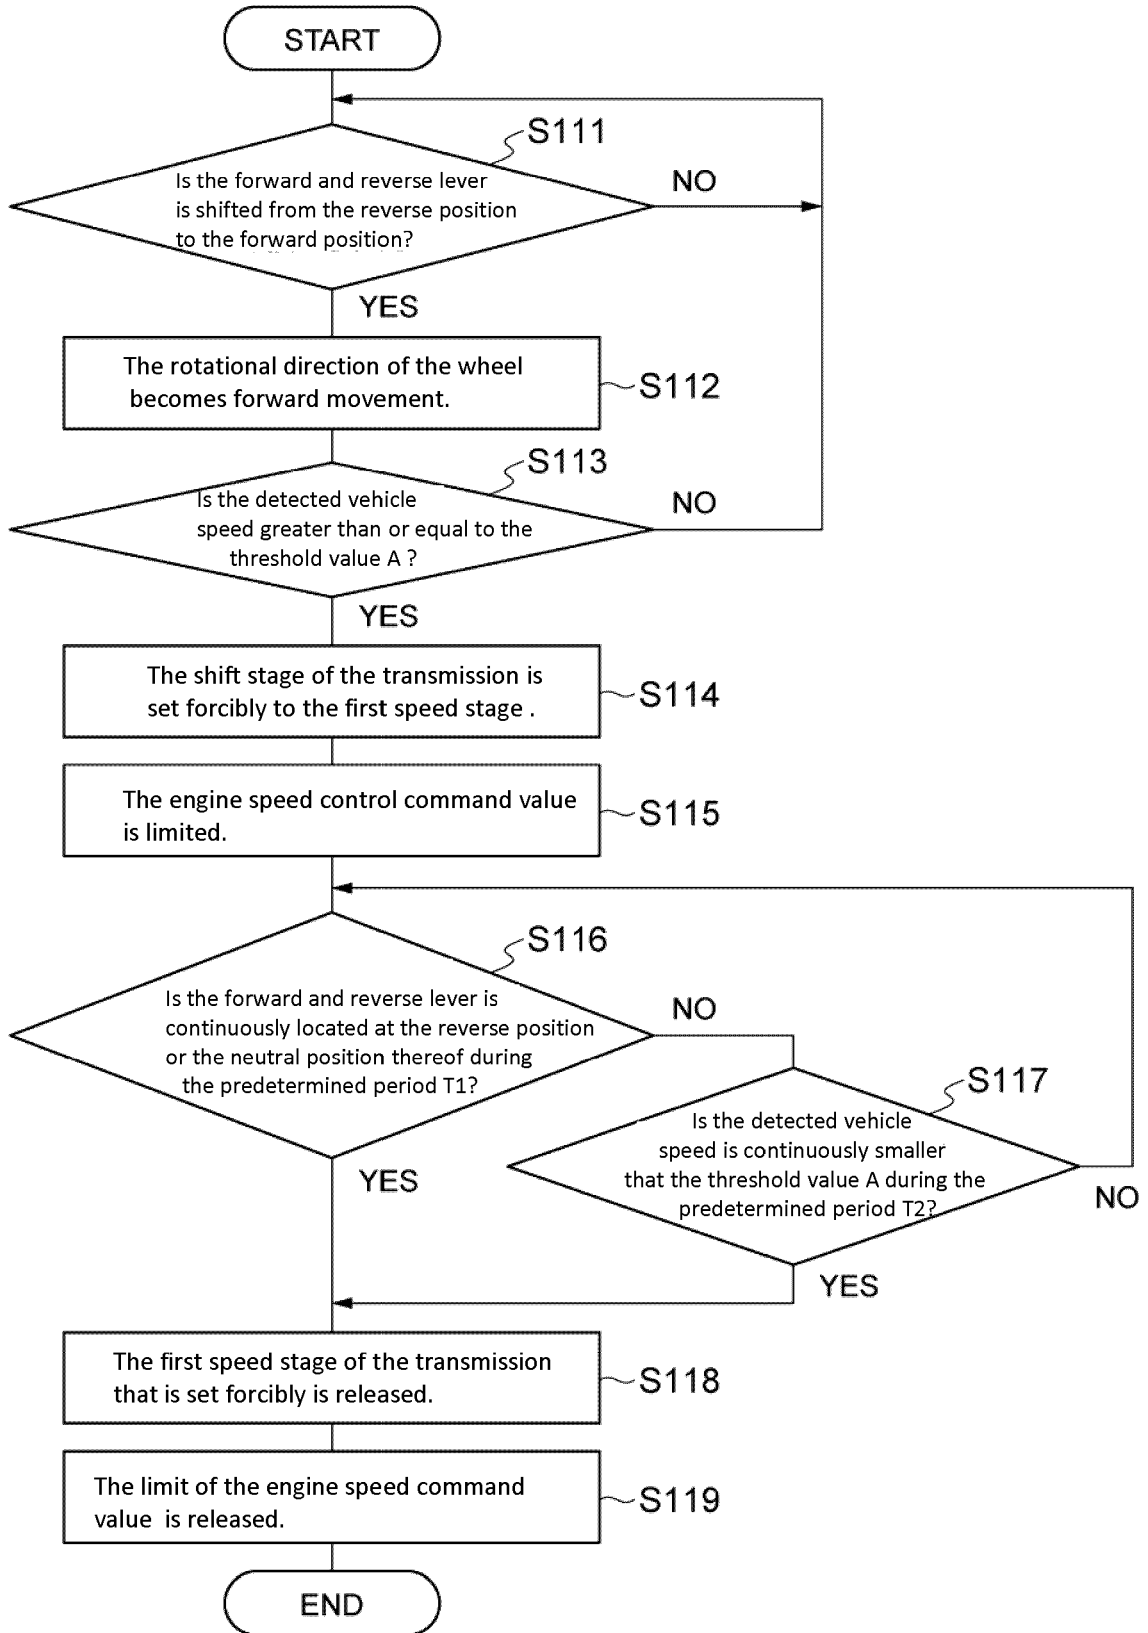 START
S111
Is the forward and reverse lever
is shifted from the reverse position
to the forward position?
NO
YES
The rotational direction of the wheel
becomes forward movement.
S112
S113
Is the detected vehicle
speed greater than or equal to the
threshold value A ?
NO
YES
The shift stage of the transmission is
set forcibly to the first speed stage .
S114
The engine speed control command value
is limited.
S115
S116
Is the forward and reverse lever is
continuously located at the reverse position
or the neutral position thereof during
the predetermined period T1?
NO
YES
S117
Is the detected vehicle
speed is continuously smaller
that the threshold value A during the
predetermined period T2?
NO
YES
The first speed stage of the transmission
that is set forcibly is released.
S118
The limit of the engine speed command
value is released.
S119
END